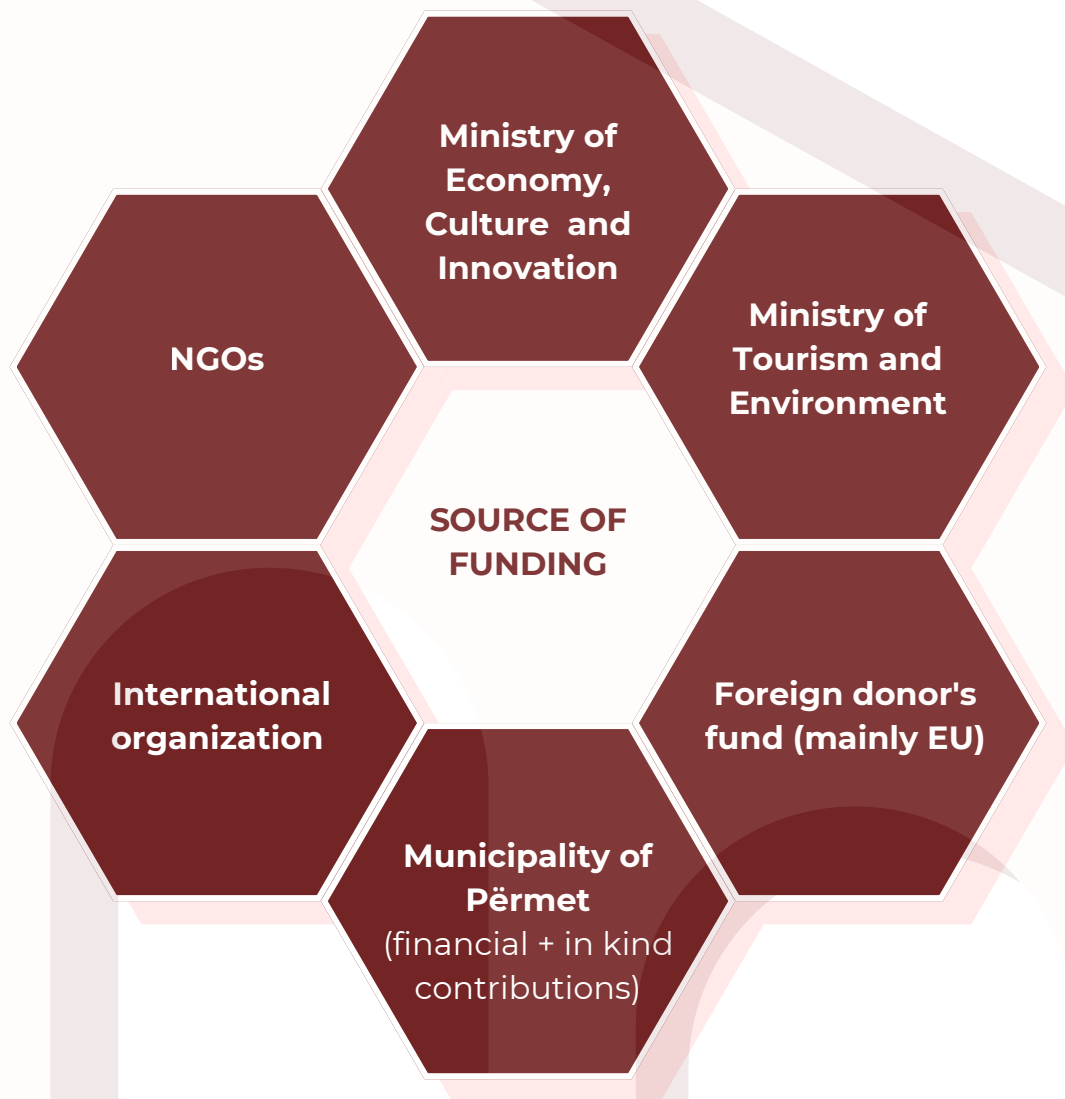 Ministry of
Economy,
Culture and
Innovation
Ministry of
Tourism and
Environment
NGOs
SOURCE OF
FUNDING
International
organization
Foreign donor's
fund (mainly EU)
Municipality of
Përmet
(financial + in kind
contributions)